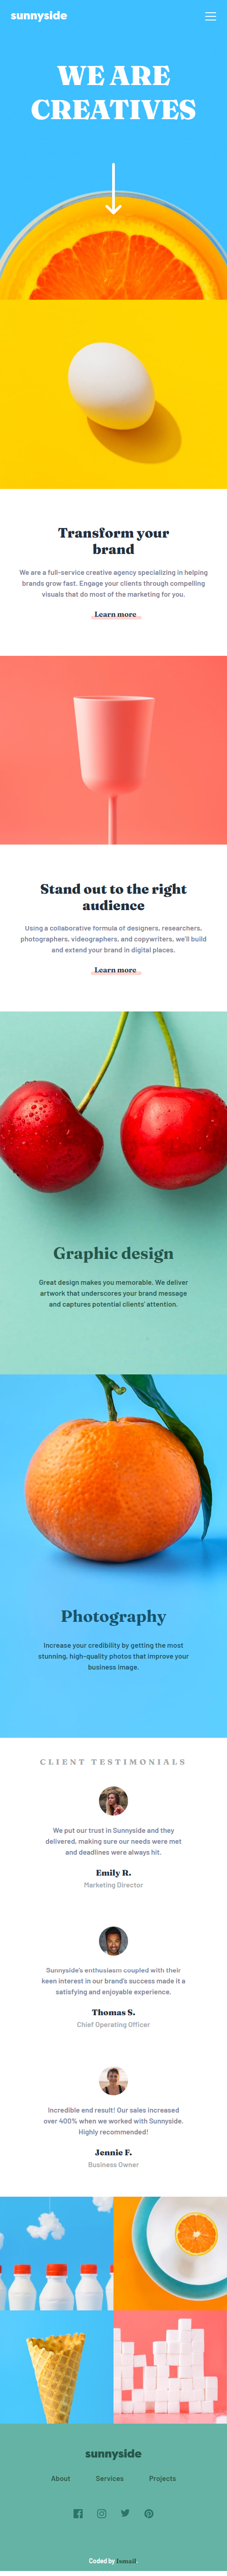 sunnyside
WE ARE
CREATIVES
Transform your
brand
We are a full-service creative agency specializing in helping
brands grow fast. Engage your clients through compelling
visuals that do most of the marketing for you.
Learn more
Stand out to the right
audience
Using a collaborative formula of designers, researchers,
photographers, videographers, and copywriters, we'll build
and extend your brand in digital places.
Learn more
Graphic design
Great design makes you memorable. We deliver
artwork that underscores your brand message
and captures potential clients' attention.
Photography
Increase your credibility by getting the most
stunning, high-quality photos that improve your
business image.
CLIENT TESTIMONIALS
We put our trust in Sunnyside and they
delivered, making sure our needs were met
and deadlines were always hit.
Emily R.
Marketing Director
Sunnyside's enthusiasm coupled with their
keen interest in our brand's success made it a
satisfying and enjoyable experience.
Thomas S.
Chief Operating Officer
Incredible end result! Our sales increased
over 400% when we worked with Sunnyside.
Highly recommended!
Jennie F.
Business Owner
sunnyside
About Services Projects
Coded by Ismail